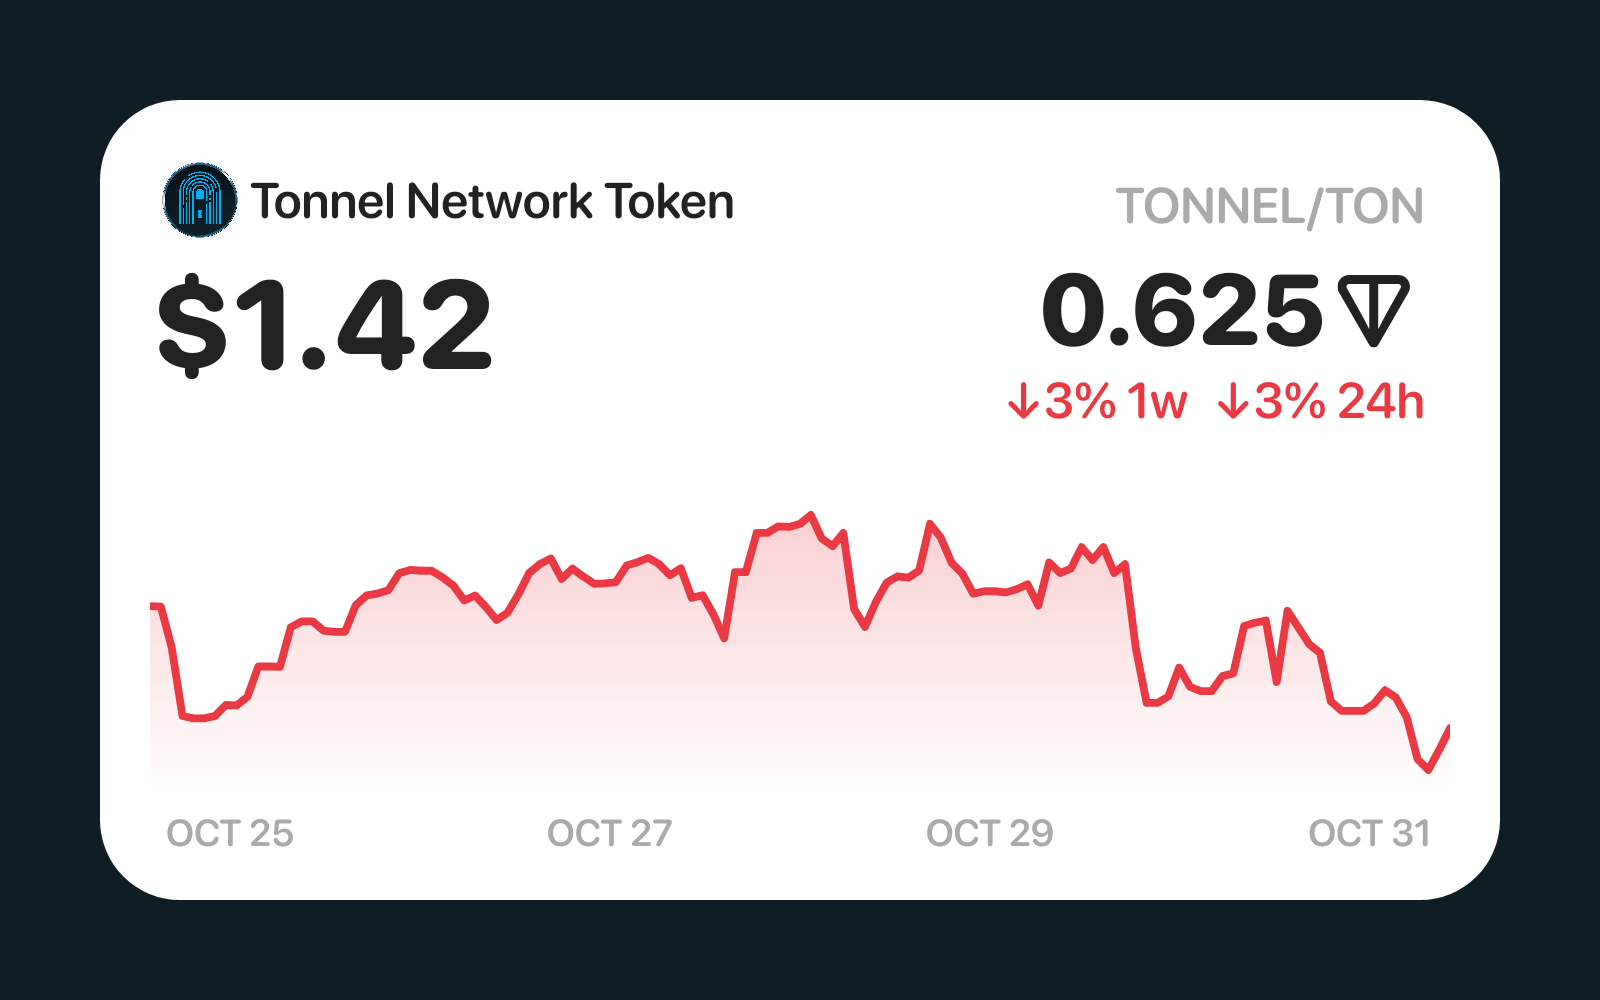 Tonnel Network Token
TONNEL/TON
$1.42
0.625
↓3% 1w ↓3% 24h
OCT 25 OCT 27 OCT 29 OCT 31